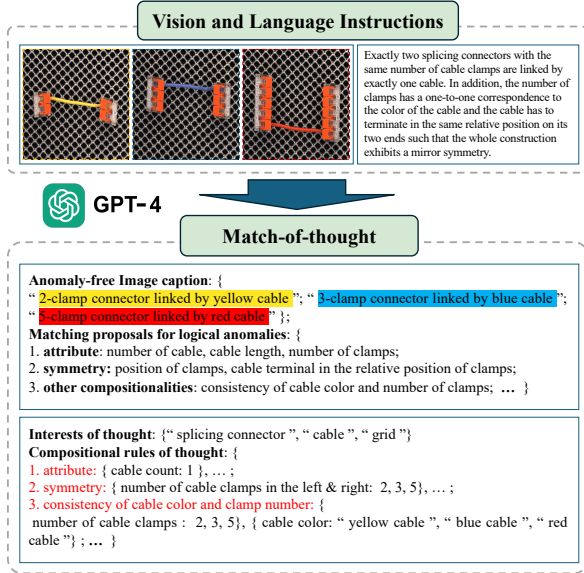 Vision and Language Instructions
Exactly two splicing connectors with the
same number of cable clamps are linked by
exactly one cable. In addition, the number of
clamps has a one-to-one correspondence to
the color of the cable and the cable has to
terminate in the same relative position on its
two ends such that the whole construction
exhibits a mirror symmetry.
GPT-4
Match-of-thought
Anomaly-free Image caption: {
“ 2-clamp connector linked by yellow cable ”; “ 3-clamp connector linked by blue cable ”;
“ 5-clamp connector linked by red cable ” };
Matching proposals for logical anomalies: {
1. attribute: number of cable, cable length, number of clamps;
2. symmetry: position of clamps, cable terminal in the relative position of clamps;
3. other compositionalities: consistency of cable color and number of clamps; ... }
Interests of thought: {“ splicing connector ”, “ cable ”, “ grid ”}
Compositional rules of thought: {
1. attribute: { cable count: 1 }, ... ;
2. symmetry: { number of cable clamps in the left & right: 2, 3, 5}, ... ;
3. consistency of cable color and clamp number: {
number of cable clamps : 2, 3, 5}, { cable color: “ yellow cable ”, “ blue cable ”, “ red
cable ”} ; ... }